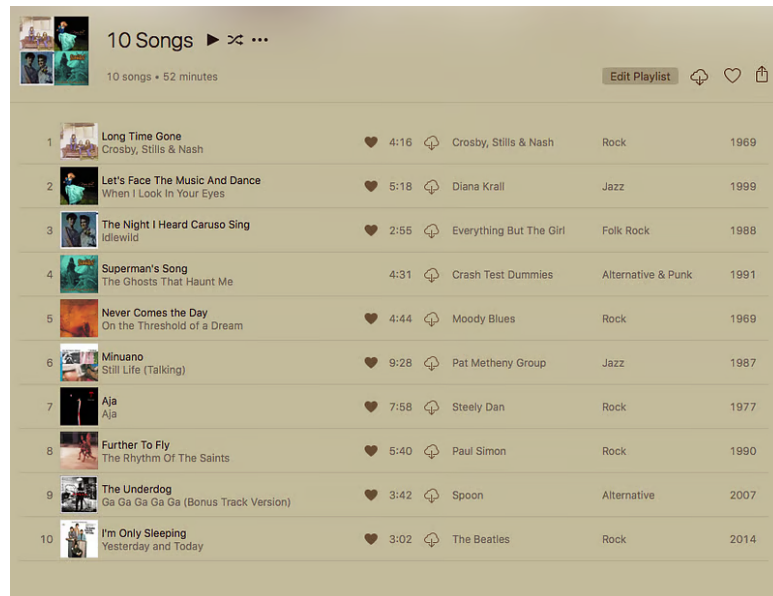 10 Songs
10 songs • 52 minutes
Edit Playlist
1 Long Time Gone 4:16 Crosby, Stills & Nash Rock 1969
Crosby, Stills & Nash
2 Let's Face The Music And Dance 5:18 Diana Krall Jazz 1999
When I Look In Your Eyes
3 The Night I Heard Caruso Sing 2:55 Everything But The Girl Folk Rock 1988
Idlewild
4 Superman's Song 4:31 Crash Test Dummies Alternative & Punk 1991
The Ghosts That Haunt Me
5 Never Comes the Day 4:44 Moody Blues Rock 1969
On the Threshold of a Dream
6 Minuano 9:28 Pat Metheny Group Jazz 1987
Still Life (Talking)
7 Aja 7:58 Steely Dan Rock 1977
Aja
8 Further To Fly 5:40 Paul Simon Rock 1990
The Rhythm Of The Saints
9 The Underdog 3:42 Spoon Alternative 2007
Ga Ga Ga Ga Ga (Bonus Track Version)
10 I'm Only Sleeping 3:02 The Beatles Rock 2014
Yesterday and Today